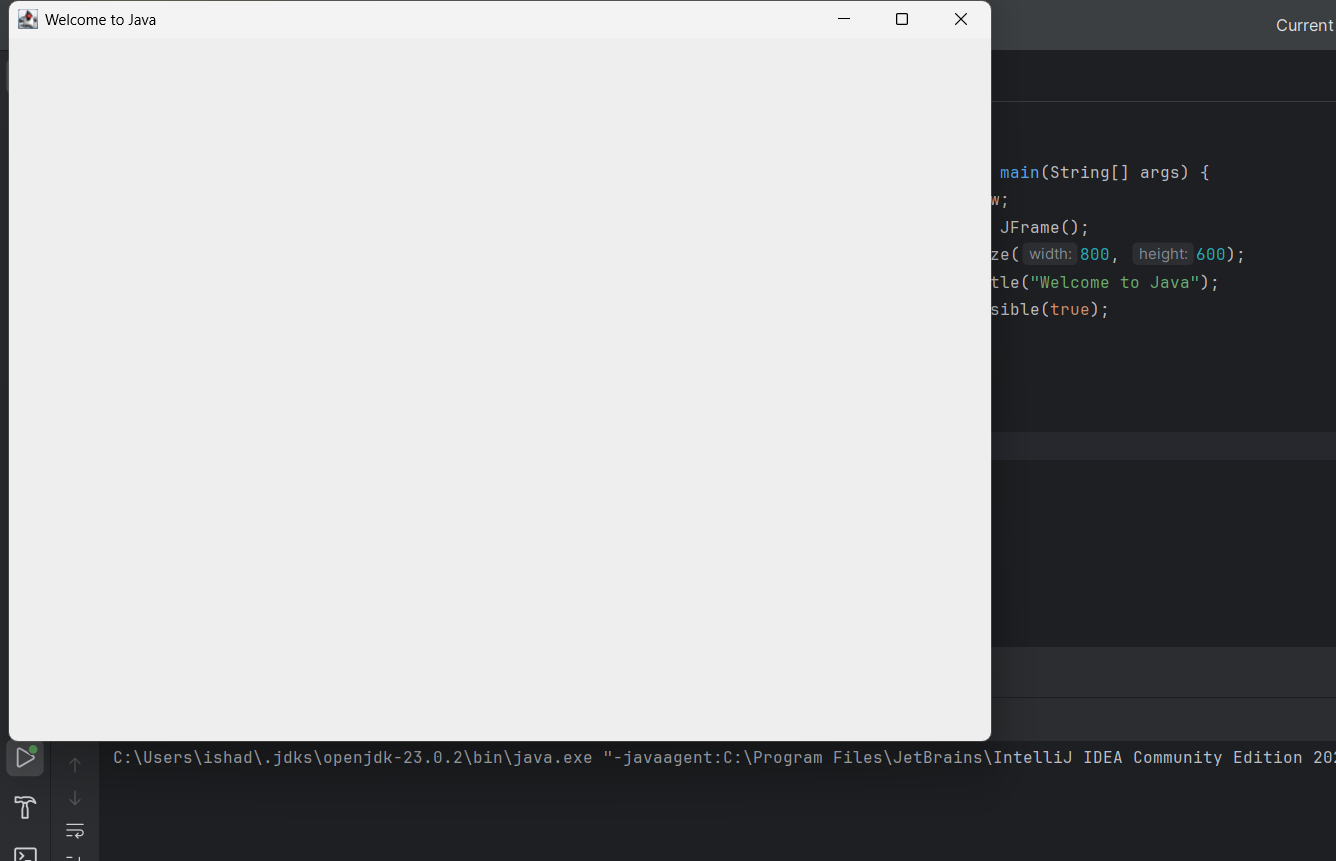 Welcome to Java
Current
main(String[] args) {
w;
JFrame();
ze( width: 800, height: 600);
tle("Welcome to Java");
sible(true);
C:\Users\ishad\.jdks\openjdk-23.0.2\bin\java.exe "-javaagent:C:\Program Files\JetBrains\IntelliJ IDEA Community Edition 202